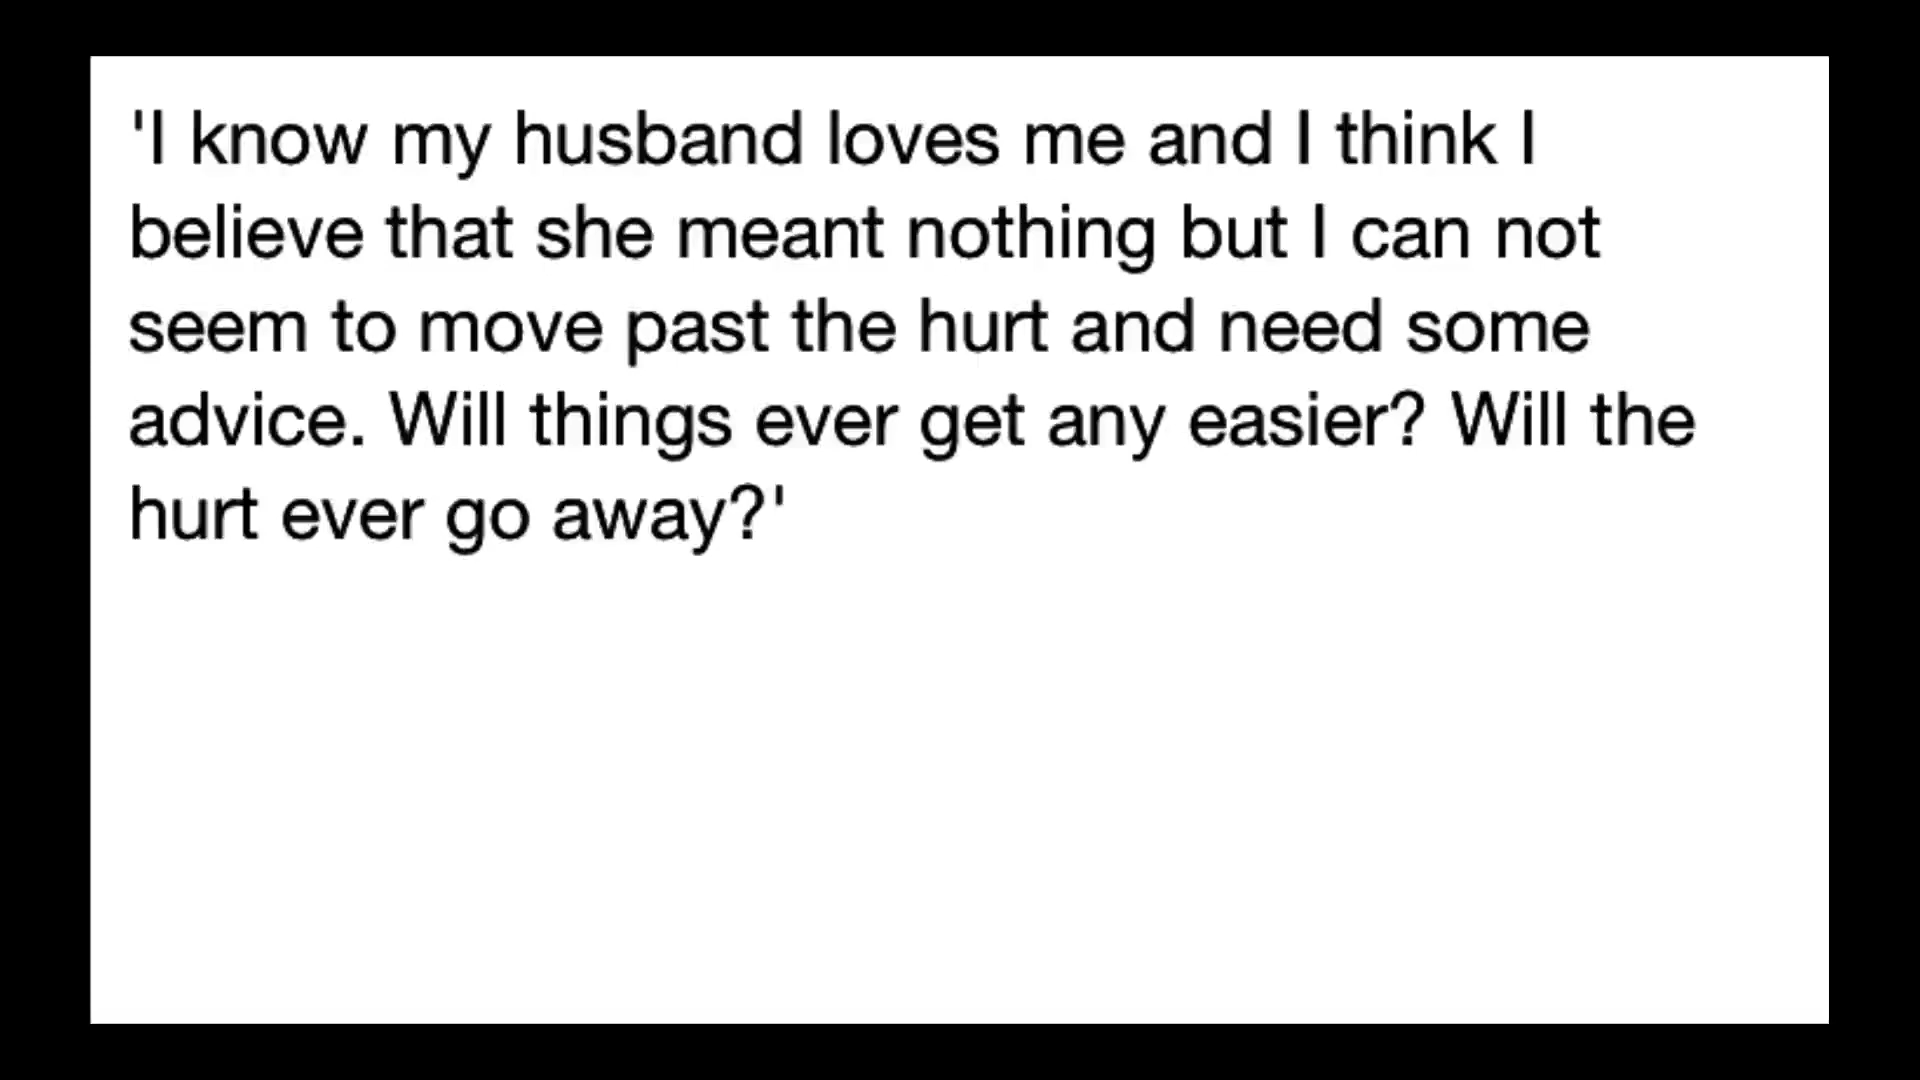 'I know my husband loves me and I think I
believe that she meant nothing but I can not
seem to move past the hurt and need some
advice. Will things ever get any easier? Will the
hurt ever go away?'